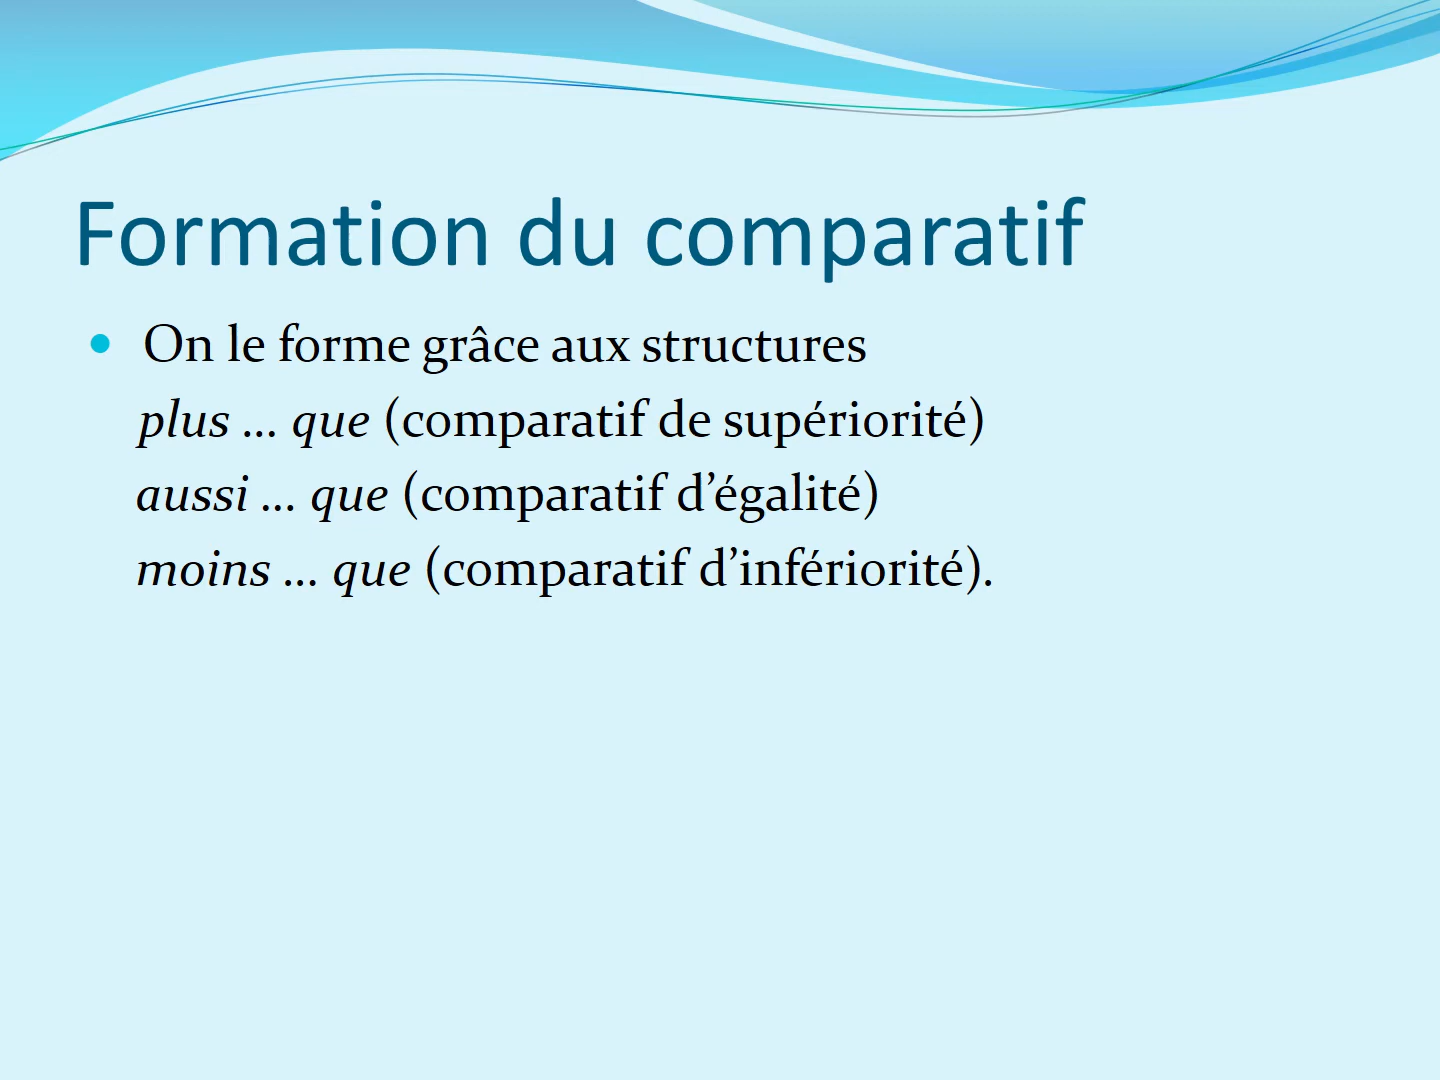 Formation du comparatif
On le forme grâce aux structures
plus ... que (comparatif de supériorité)
aussi ... que (comparatif d’égalité)
moins ... que (comparatif d’infériorité).